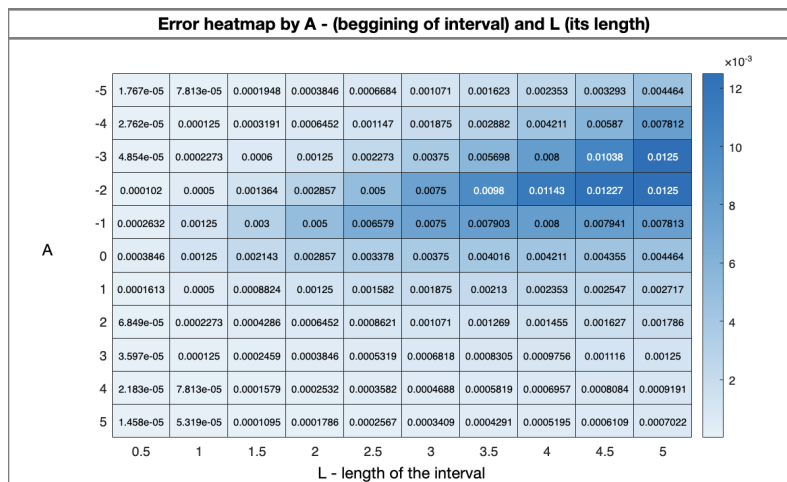 Error heatmap by A - (beggining of interval) and L (its length)
×10⁻³
-5 1.767e-05 7.813e-05 0.0001948 0.0003846 0.0006684 0.001071 0.001623 0.002353 0.003293 0.004464 12
-4 2.762e-05 0.000125 0.0003191 0.0006452 0.001147 0.001875 0.002882 0.004211 0.00587 0.007812 10
-3 4.854e-05 0.0002273 0.0006 0.00125 0.002273 0.00375 0.005698 0.008 0.01038 0.0125
-2 0.000102 0.0005 0.001364 0.002857 0.005 0.0075 0.0098 0.01143 0.01227 0.0125 8
-1 0.0002632 0.00125 0.003 0.005 0.006579 0.0075 0.007903 0.008 0.007941 0.007813
A
0 0.0003846 0.00125 0.002143 0.002857 0.003378 0.00375 0.004016 0.004211 0.004355 0.004464 6
1 0.0001613 0.0005 0.0008824 0.00125 0.001582 0.001875 0.00213 0.002353 0.002547 0.002717
2 6.849e-05 0.0002273 0.0004286 0.0006452 0.0008621 0.001071 0.001269 0.001455 0.001627 0.001786 4
3 3.597e-05 0.000125 0.0002459 0.0003846 0.0005319 0.0006818 0.0008305 0.0009756 0.001116 0.00125 2
4 2.183e-05 7.813e-05 0.0001579 0.0002532 0.0003582 0.0004688 0.0005819 0.0006957 0.0008084 0.0009191
5 1.458e-05 5.319e-05 0.0001095 0.0001786 0.0002567 0.0003409 0.0004291 0.0005195 0.0006109 0.0007022
0.5 1 1.5 2 2.5 3 3.5 4 4.5 5
L - length of the interval